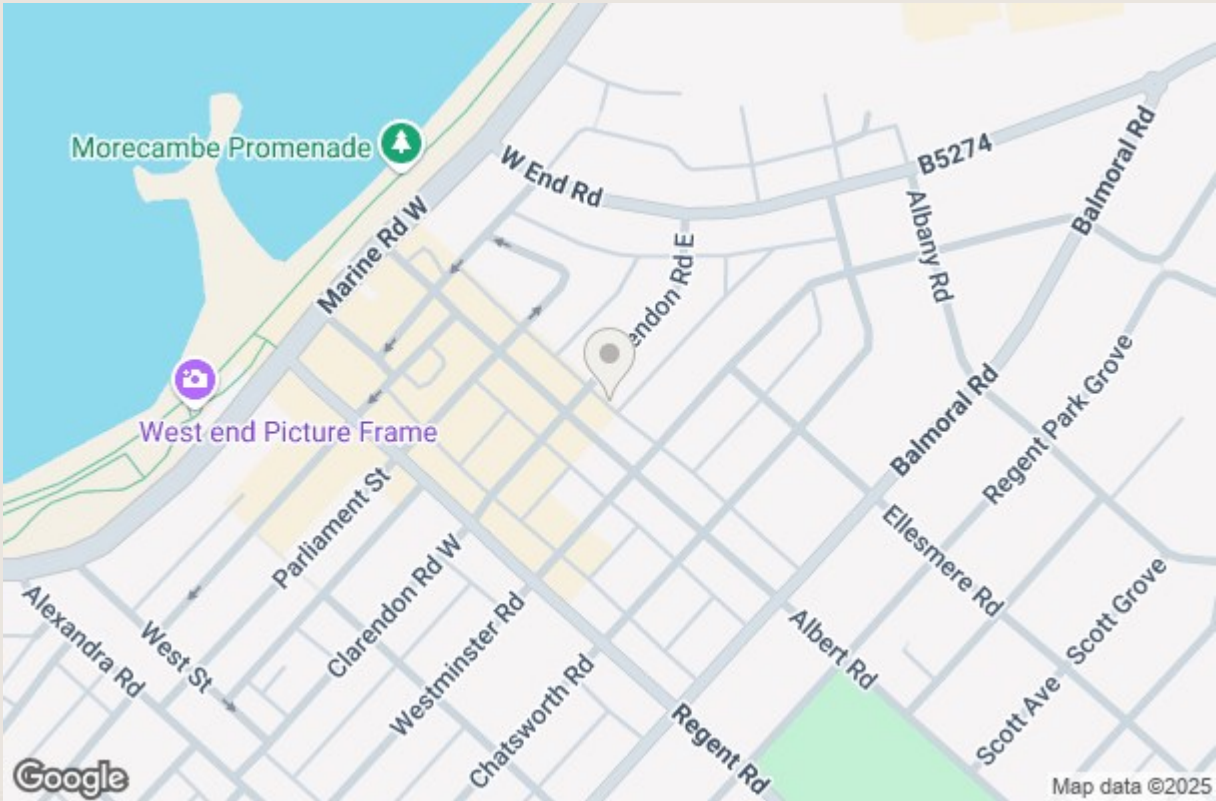 Morecambe Promenade
W End Rd
B5274
Balmoral Rd
Marine Rd W
Albany Rd
endon Rd E
West end Picture Frame
Balmoral Rd
Regent Park Grove
Parliament St
Clarendon Rd W
Ellesmere Rd
Alexandra Rd
West St
Westminster Rd
Chatsworth Rd
Albert Rd
Scott Grove
Scott Ave
Regent Rd
Google
Map data ©2025